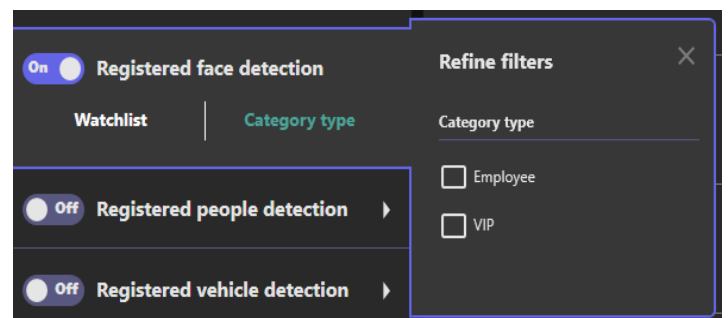 On Registered face detection
Watchlist Category type
Off Registered people detection
Off Registered vehicle detection
Refine filters
Category type
Employee
VIP